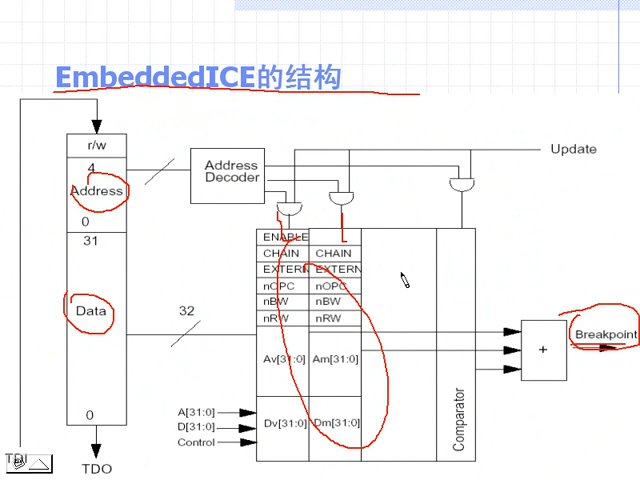 EmbeddedICE的结构
r/w
4
Address
0
31
Data
0
TDI
TDO
Address
Decoder
Update
32
ENABLE
CHAIN
CHAIN
EXTERN
EXTERN
nOPC
nOPC
nBW
nBW
nRW
nRW
Av[31:0]
Am[31:0]
Dv[31:0]
Dm[31:0]
A[31:0]
D[31:0]
Control
Comparator
+
Breakpoint